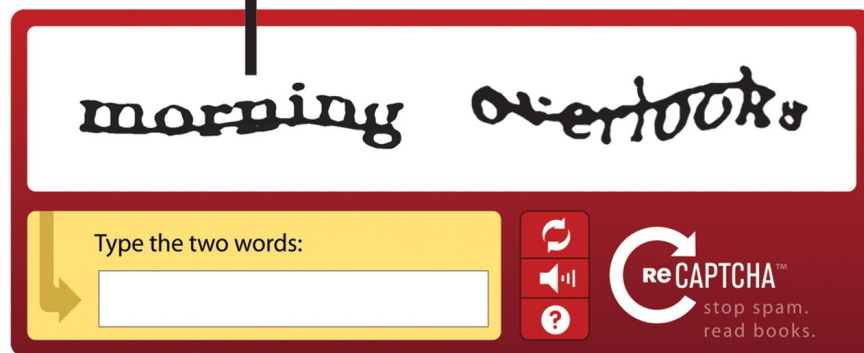 morning overlooks
Type the two words:
?
ReCAPTCHA™
stop spam.
read books.